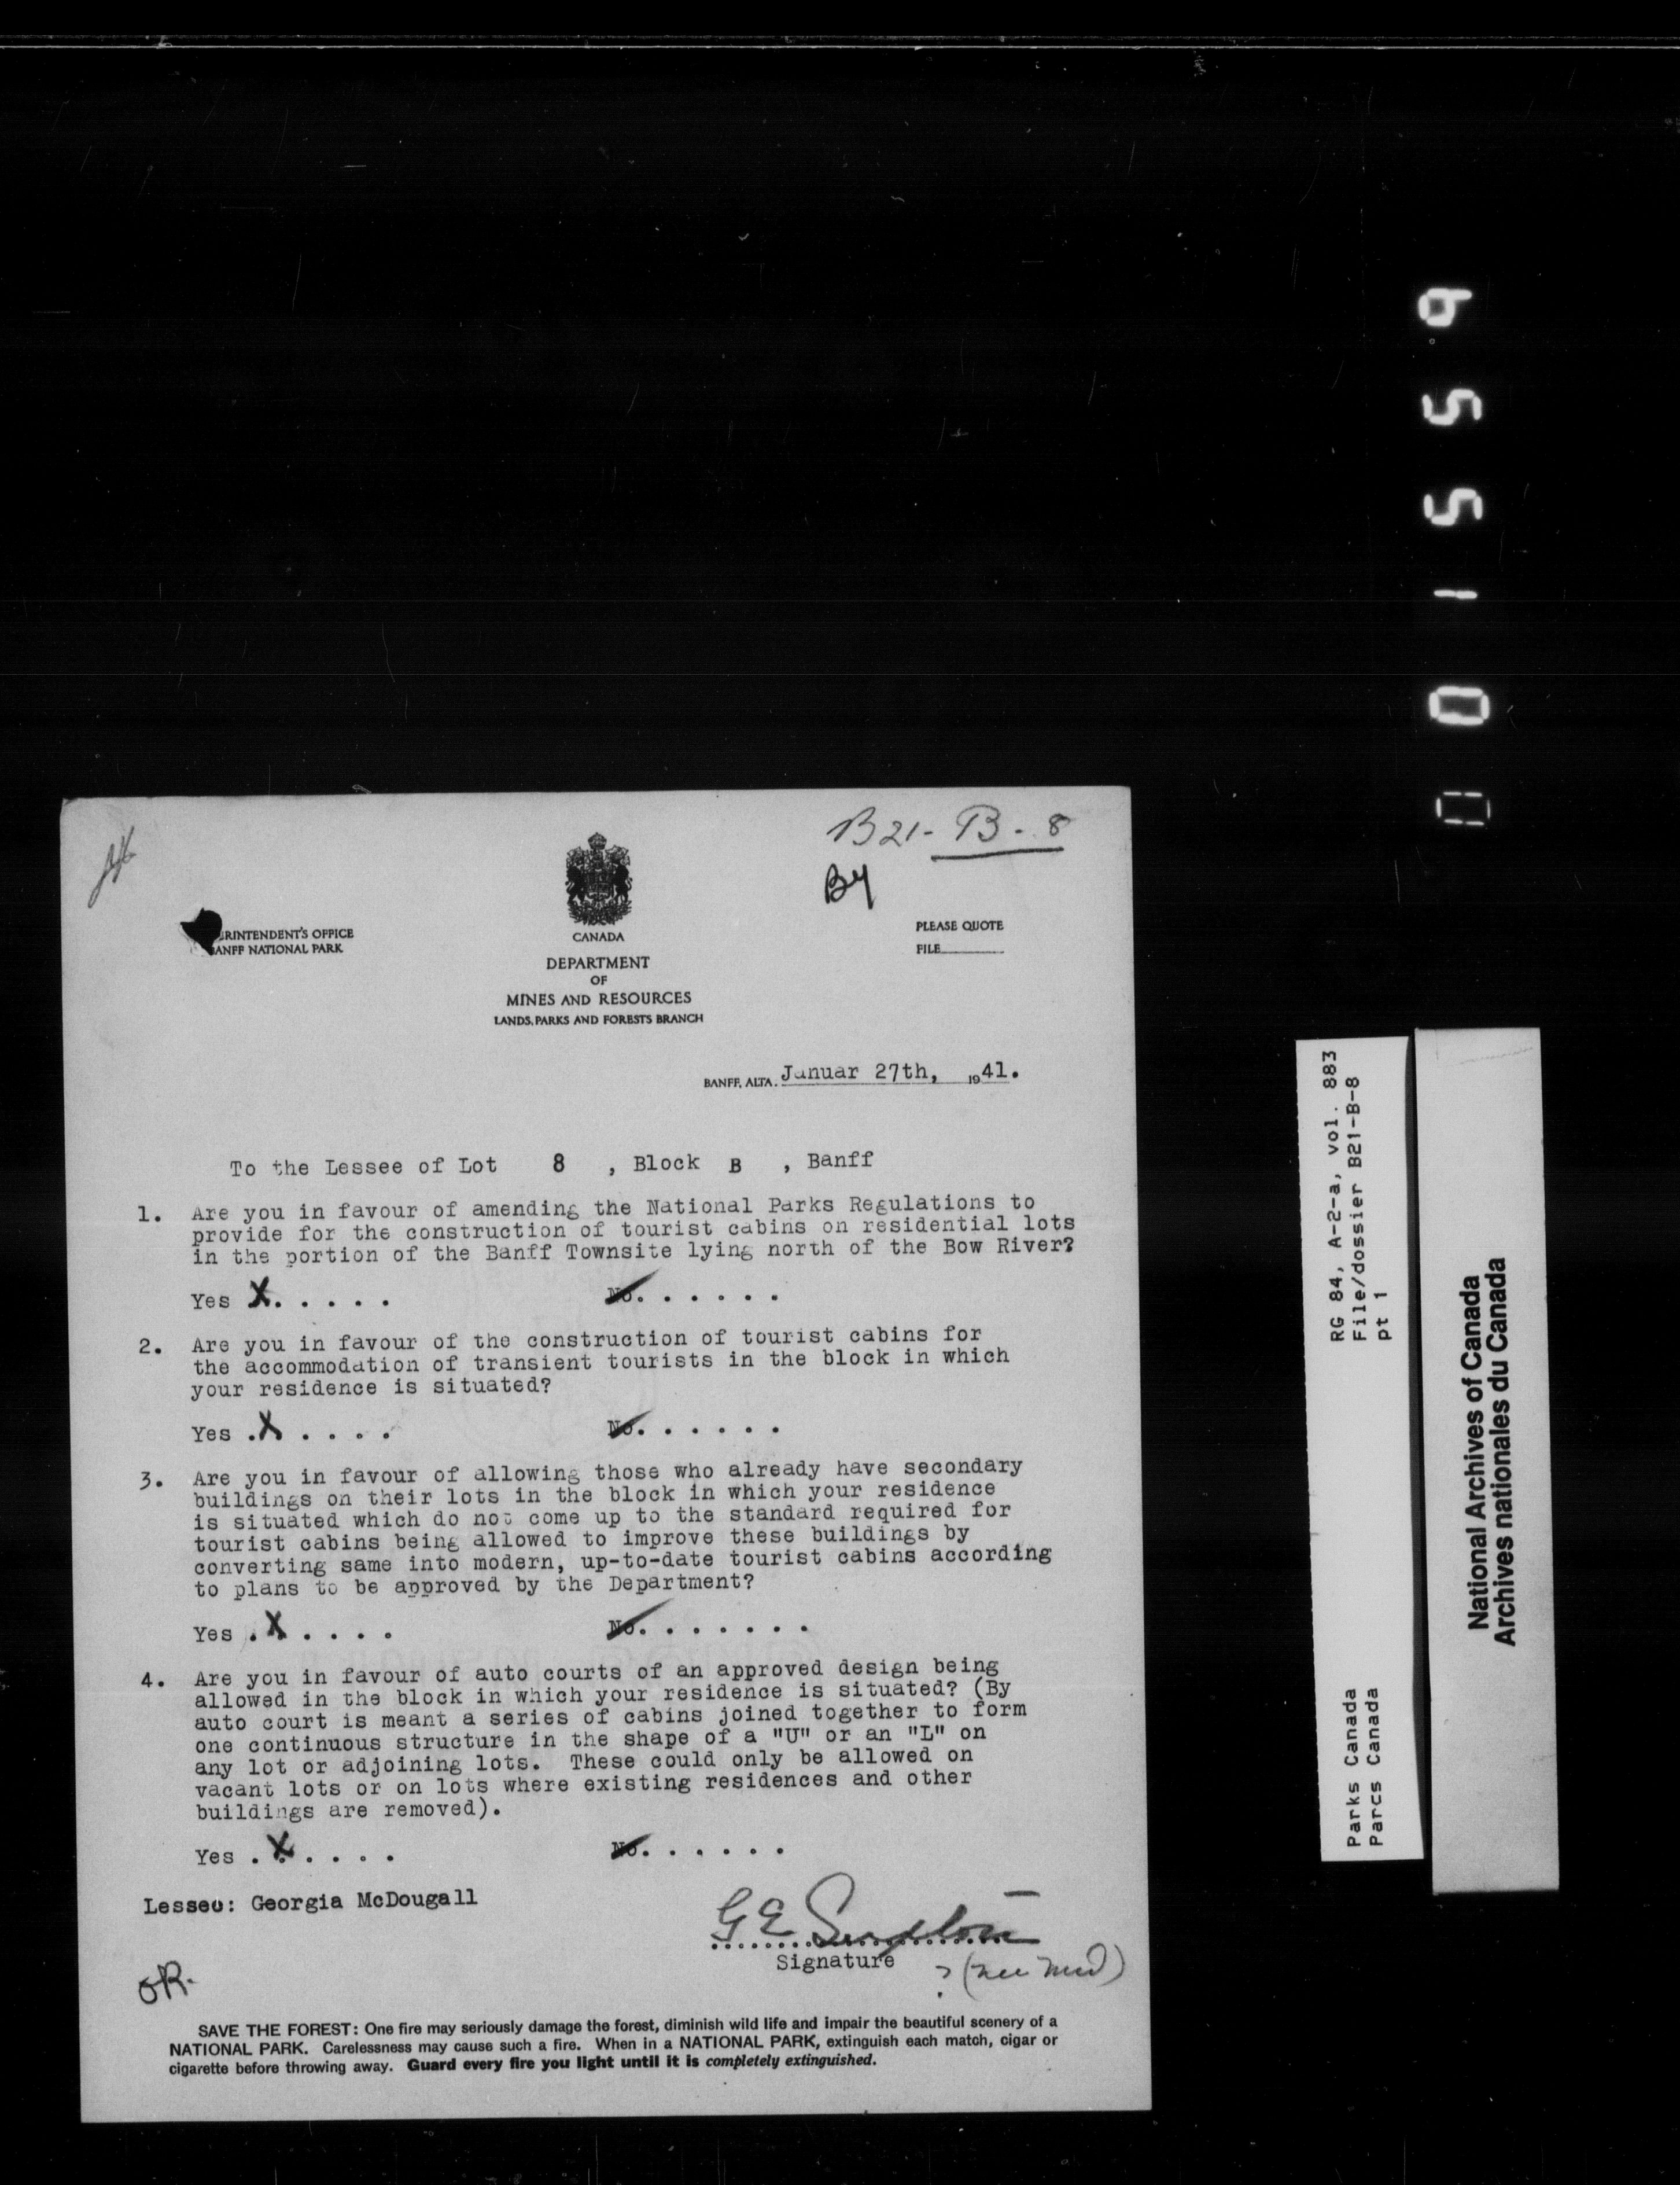 B21-B-8
By
RINTENDENT'S OFFICE
ANFF NATIONAL PARK
CANADA
DEPARTMENT
OF
MINES AND RESOURCES
LANDS, PARKS AND FORESTS BRANCH
PLEASE QUOTE
FILE
BANFF, ALTA. Januar 27th, 1941.
To the Lessee of Lot 8 , Block B , Banff
1. Are you in favour of amending the National Parks Regulations to
provide for the construction of tourist cabins on residential lots
in the portion of the Banff Townsite lying north of the Bow River?
Yes X. . . . . No. . . . . . .
2. Are you in favour of the construction of tourist cabins for
the accommodation of transient tourists in the block in which
your residence is situated?
Yes .X . . . . No. . . . . . .
3. Are you in favour of allowing those who already have secondary
buildings on their lots in the block in which your residence
is situated which do not come up to the standard required for
tourist cabins being allowed to improve these buildings by
converting same into modern, up-to-date tourist cabins according
to plans to be approved by the Department?
Yes . X . . . . No. . . . . . . .
4. Are you in favour of auto courts of an approved design being
allowed in the block in which your residence is situated? (By
auto court is meant a series of cabins joined together to form
one continuous structure in the shape of a "U" or an "L" on
any lot or adjoining lots. These could only be allowed on
vacant lots or on lots where existing residences and other
buildings are removed).
Yes . X . . . . No. . . . . . .
Lessee: Georgia McDougall
G E
Signature
? (nee McD)
OR.
SAVE THE FOREST: One fire may seriously damage the forest, diminish wild life and impair the beautiful scenery of a
NATIONAL PARK. Carelessness may cause such a fire. When in a NATIONAL PARK, extinguish each match, cigar or
cigarette before throwing away. Guard every fire you light until it is completely extinguished.
RG 84, A-2-a, vol. 883
File/dossier B21-B-8
pt 1
Parks Canada
Parcs Canada
National Archives of Canada
Archives nationales du Canada
001559